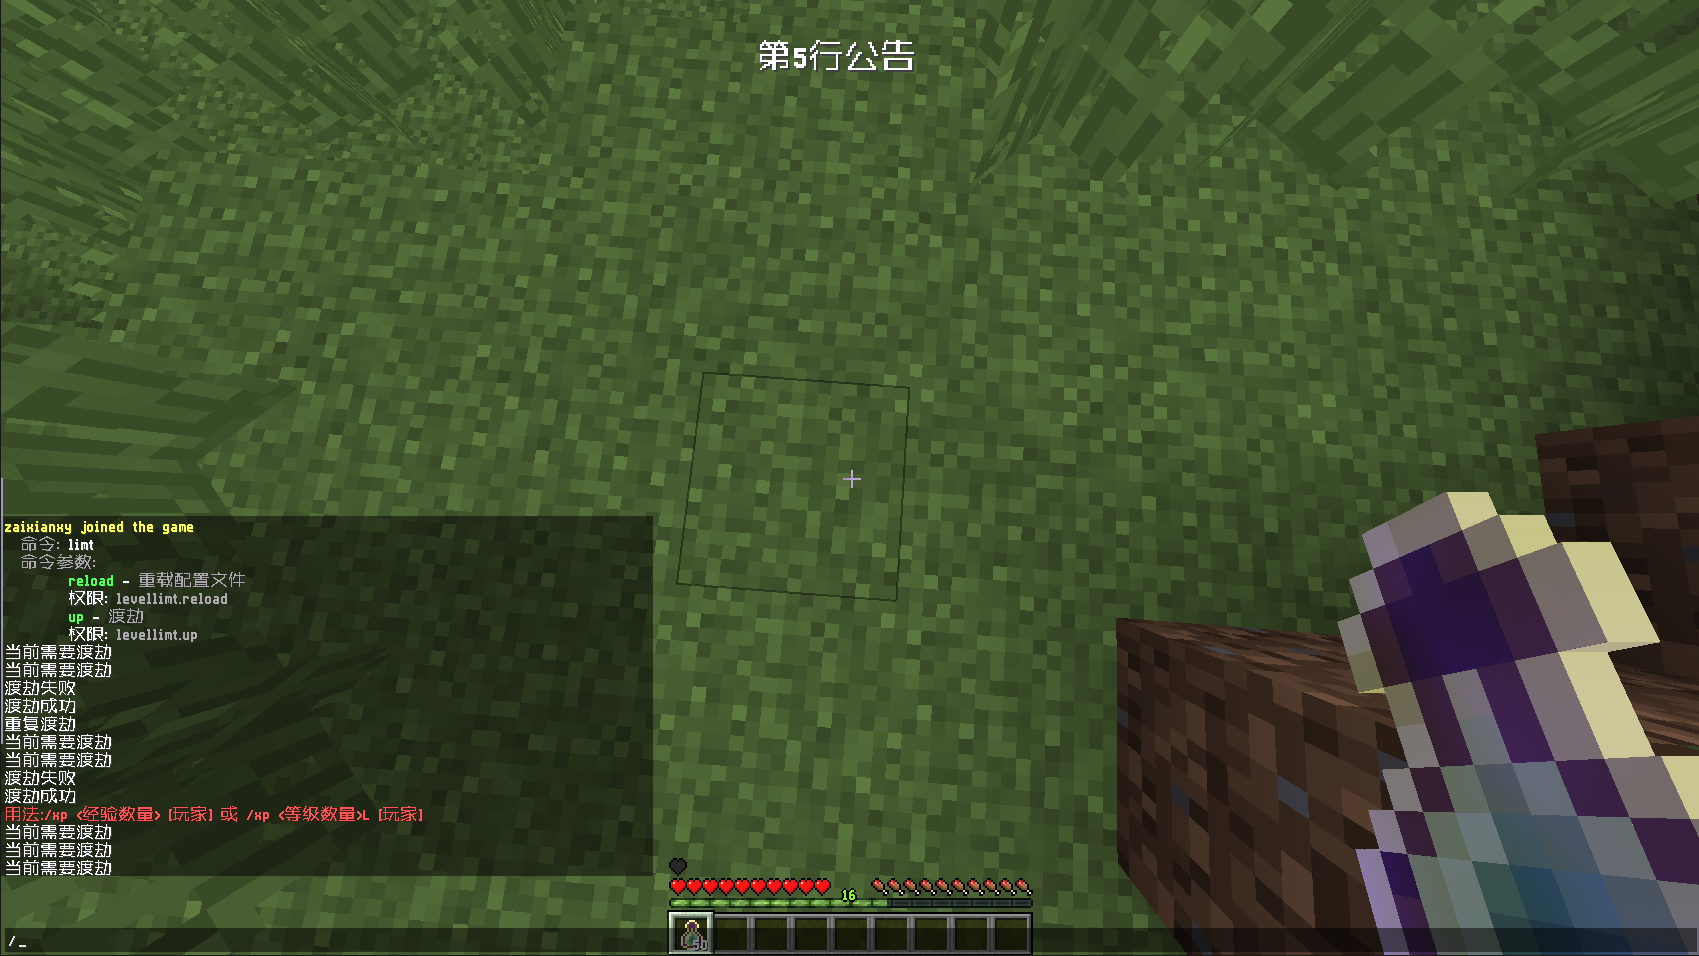 第5行公告
zaixianxy joined the game
命令: limt
命令参数:
reload - 重载配置文件
权限: levellimt.reload
up - 渡劫
权限: levellimt.up
当前需要渡劫
当前需要渡劫
渡劫失败
渡劫成功
重复渡劫
当前需要渡劫
当前需要渡劫
渡劫失败
渡劫成功
用法:/xp <经验数量> [玩家] 或 /xp <等级数量>L [玩家]
当前需要渡劫
当前需要渡劫
当前需要渡劫
16
/_